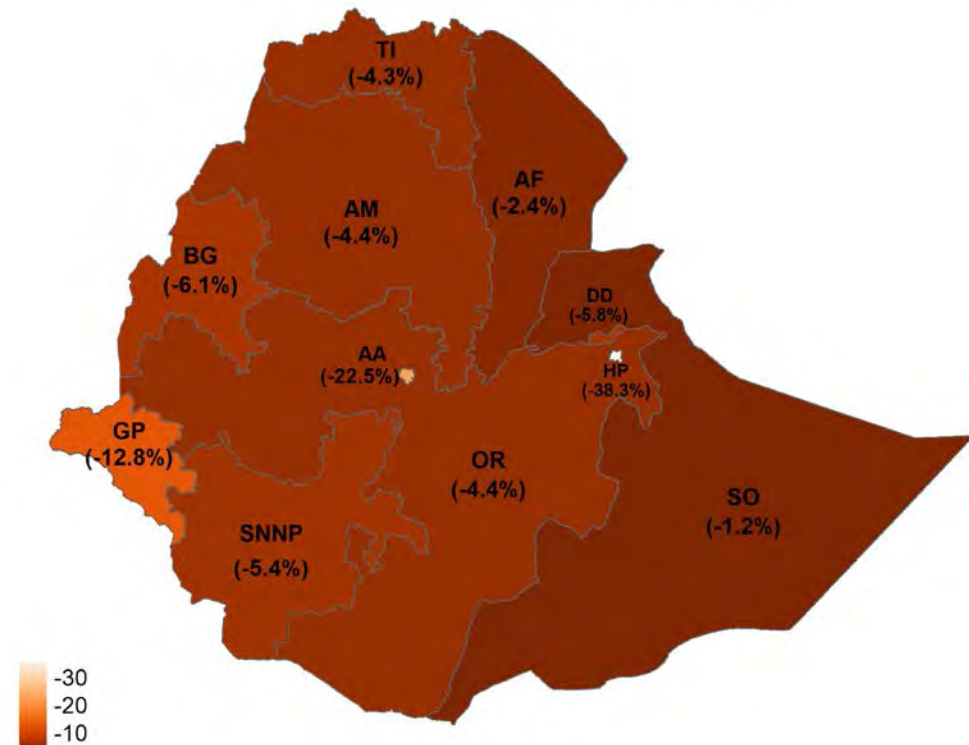 TI
(-4.3%)
AF
(-2.4%)
AM
(-4.4%)
BG
(-6.1%)
DD
(-5.8%)
AA
(-22.5%)
HP
(-38.3%)
GP
(-12.8%)
OR
(-4.4%)
SO
(-1.2%)
SNNP
(-5.4%)
-30
-20
-10